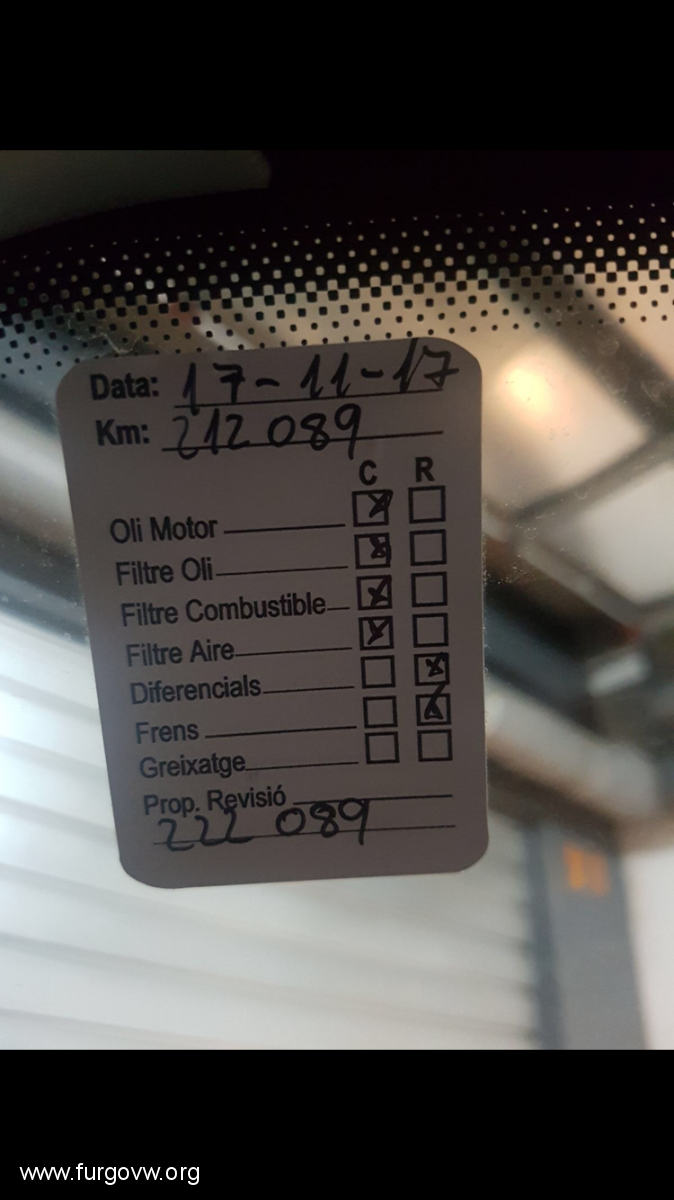 Data: 17-11-17
Km: 212 089
C R
Oli Motor
Filtre Oli
Filtre Combustible
Filtre Aire
Diferencials
Frens
Greixatge
Prop. Revisió
222 089
www.furgovw.org